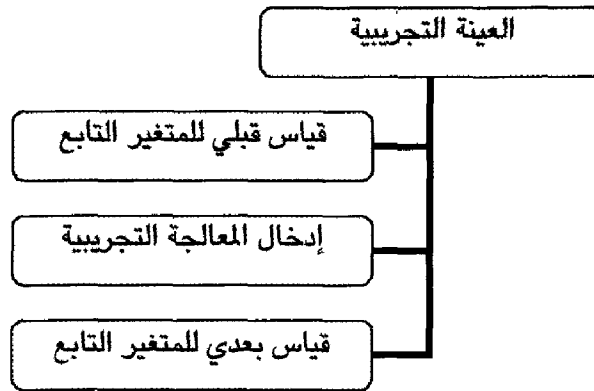 العينة التجريبية
قياس قبلي للمتغير التابع
إدخال المعالجة التجريبية
قياس بعدي للمتغير التابع